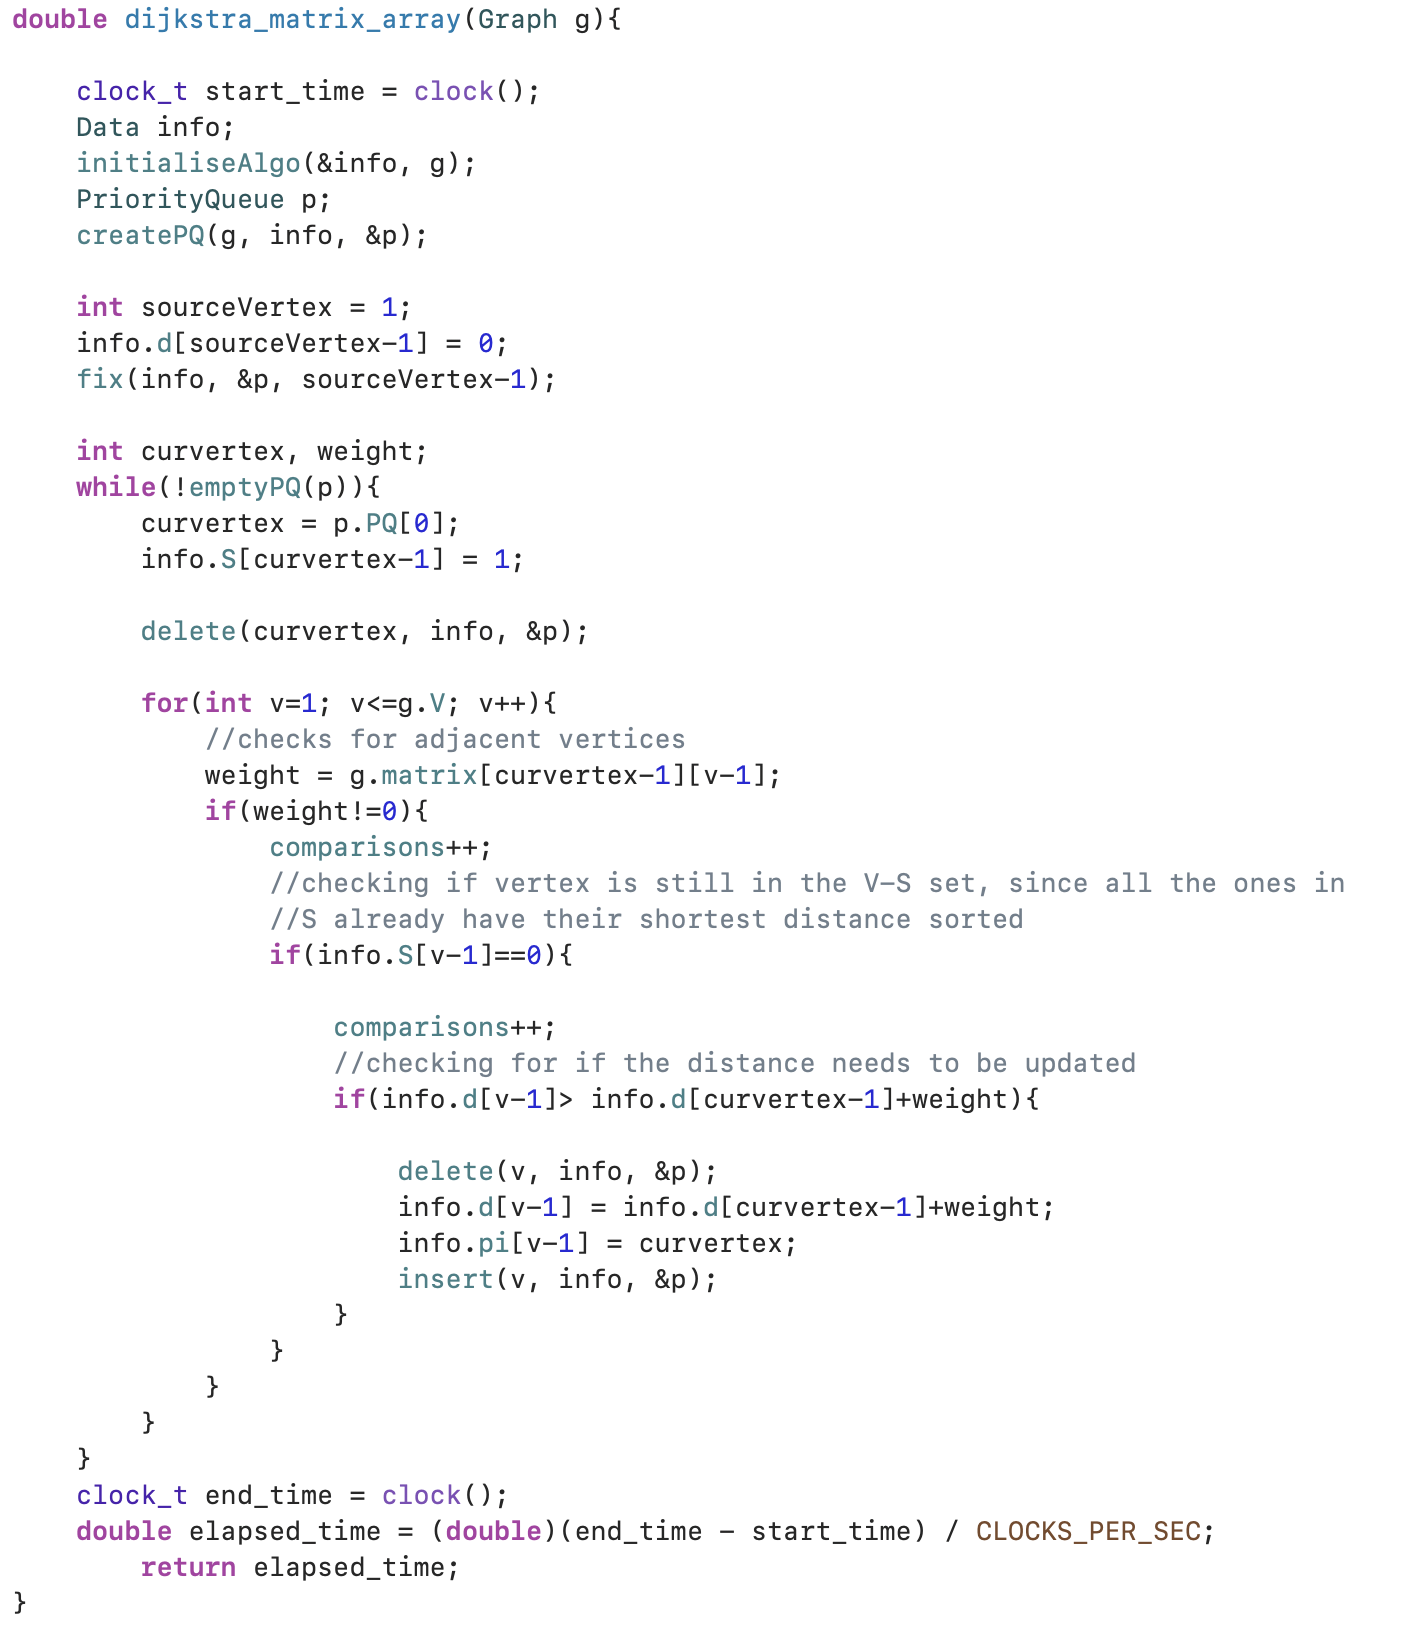 double dijkstra_matrix_array(Graph g){
clock_t start_time = clock();
Data info;
initialiseAlgo(&info, g);
PriorityQueue p;
createPQ(g, info, &p);
int sourceVertex = 1;
info.d[sourceVertex-1] = 0;
fix(info, &p, sourceVertex-1);
int curvertex, weight;
while(!emptyPQ(p)){
curvertex = p.PQ[0];
info.S[curvertex-1] = 1;
delete(curvertex, info, &p);
for(int v=1; v<=g.V; v++){
//checks for adjacent vertices
weight = g.matrix[curvertex-1][v-1];
if(weight!=0){
comparisons++;
//checking if vertex is still in the V-S set, since all the ones in
//S already have their shortest distance sorted
if(info.S[v-1]==0){
comparisons++;
//checking for if the distance needs to be updated
if(info.d[v-1]> info.d[curvertex-1]+weight){
delete(v, info, &p);
info.d[v-1] = info.d[curvertex-1]+weight;
info.pi[v-1] = curvertex;
insert(v, info, &p);
}
}
}
}
}
clock_t end_time = clock();
double elapsed_time = (double)(end_time - start_time) / CLOCKS_PER_SEC;
return elapsed_time;
}